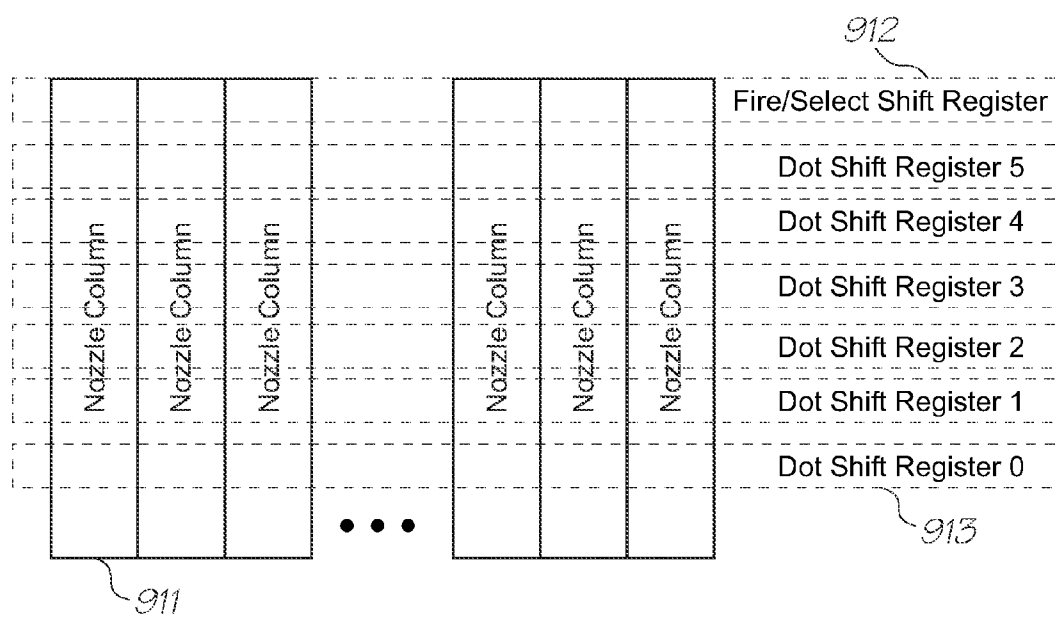 912
Fire/Select Shift Register
Dot Shift Register 5
Dot Shift Register 4
Dot Shift Register 3
Dot Shift Register 2
Dot Shift Register 1
Dot Shift Register 0
Nozzle Column
Nozzle Column
Nozzle Column
Nozzle Column
Nozzle Column
Nozzle Column
913
911